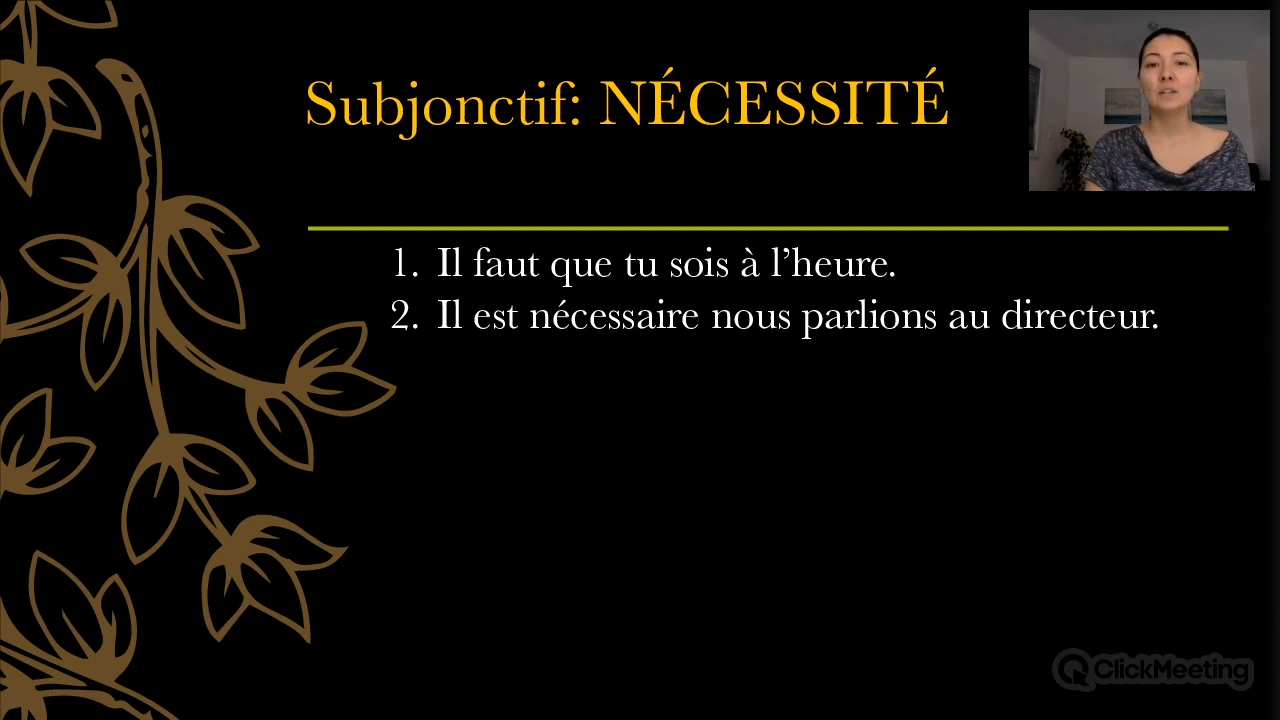 Subjonctif: NÉCESSITÉ
1. Il faut que tu sois à l’heure.
2. Il est nécessaire nous parlions au directeur.
ClickMeeting